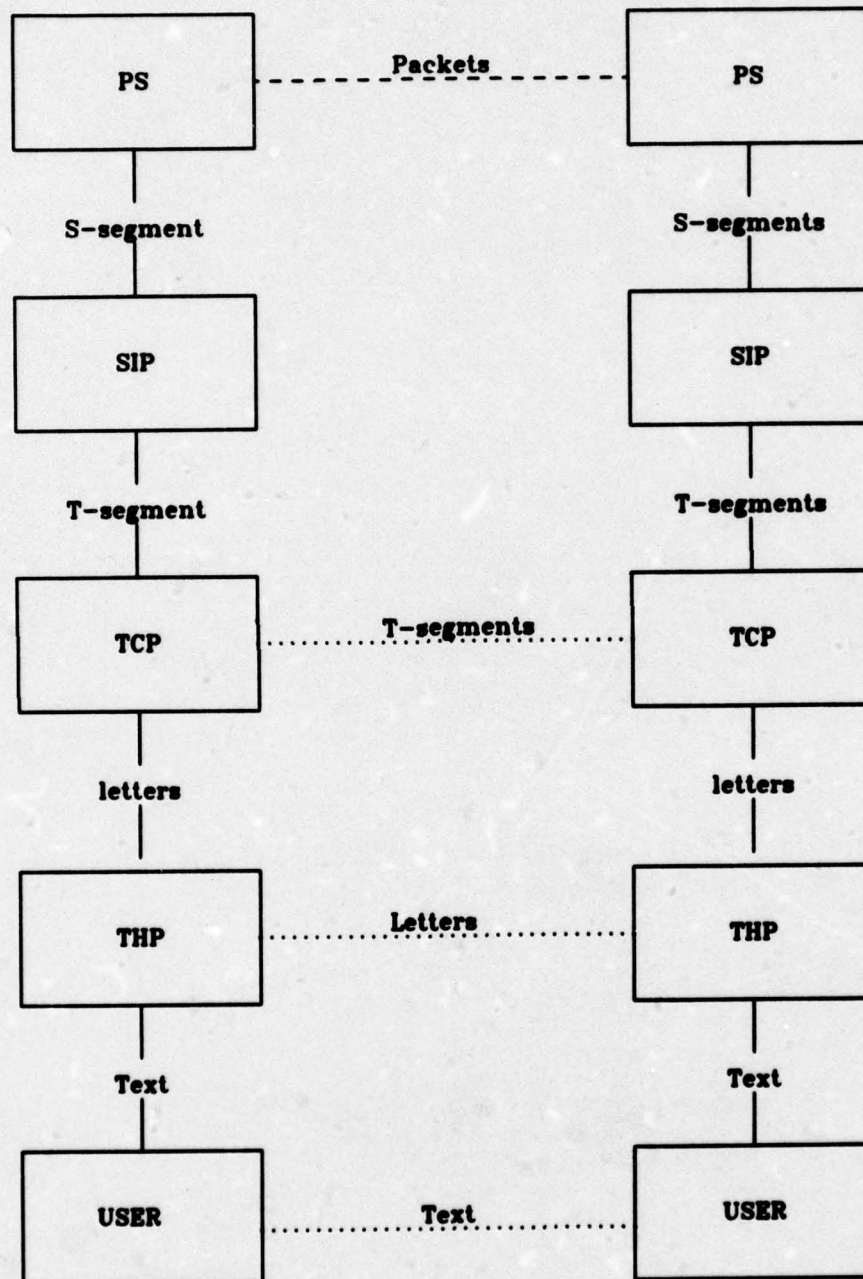 PS Packets PS
S-segment S-segments
SIP SIP
T-segment T-segments
TCP T-segments TCP
letters letters
THP Letters THP
Text Text
USER Text USER